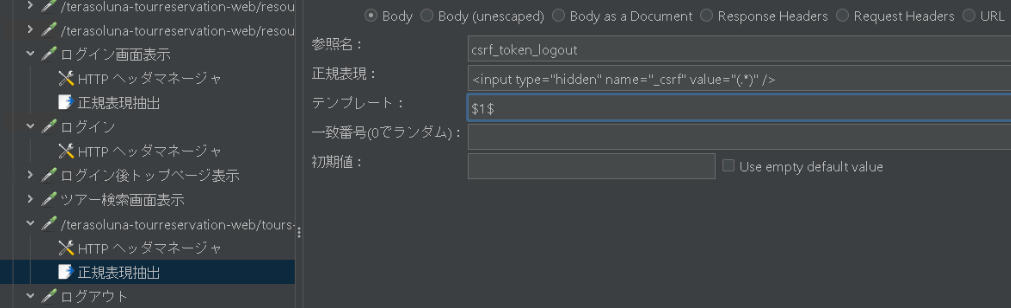 /terasoluna-tourreservation-web/resou
/terasoluna-tourreservation-web/resou
ログイン画面表示
HTTP ヘッダマネージャ
正規表現抽出
ログイン
HTTP ヘッダマネージャ
ログイン後トップページ表示
ツアー検索画面表示
/terasoluna-tourreservation-web/tours-
HTTP ヘッダマネージャ
正規表現抽出
ログアウト
Body Body (unescaped) Body as a Document Response Headers Request Headers URL
参照名： csrf_token_logout
正規表現： <input type="hidden" name="_csrf" value="(.*)" />
テンプレート： $1$
一致番号(0でランダム)：
初期値： Use empty default value